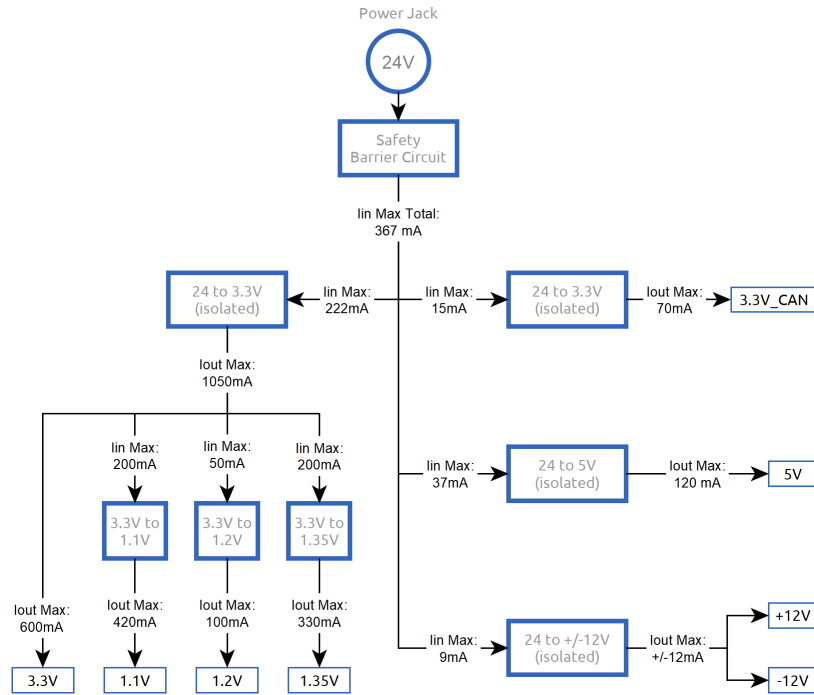 Power Jack
24V
Safety
Barrier Circuit
Iin Max Total:
367 mA
24 to 3.3V
(isolated)
Iin Max:
222mA
Iin Max:
15mA
24 to 3.3V
(isolated)
Iout Max:
70mA
3.3V_CAN
Iout Max:
1050mA
Iin Max:
200mA
Iin Max:
50mA
Iin Max:
200mA
Iin Max:
37mA
24 to 5V
(isolated)
Iout Max:
120 mA
5V
3.3V to
1.1V
3.3V to
1.2V
3.3V to
1.35V
Iout Max:
600mA
Iout Max:
420mA
Iout Max:
100mA
Iout Max:
330mA
Iin Max:
9mA
24 to +/-12V
(isolated)
Iout Max:
+/-12mA
+12V
-12V
3.3V
1.1V
1.2V
1.35V